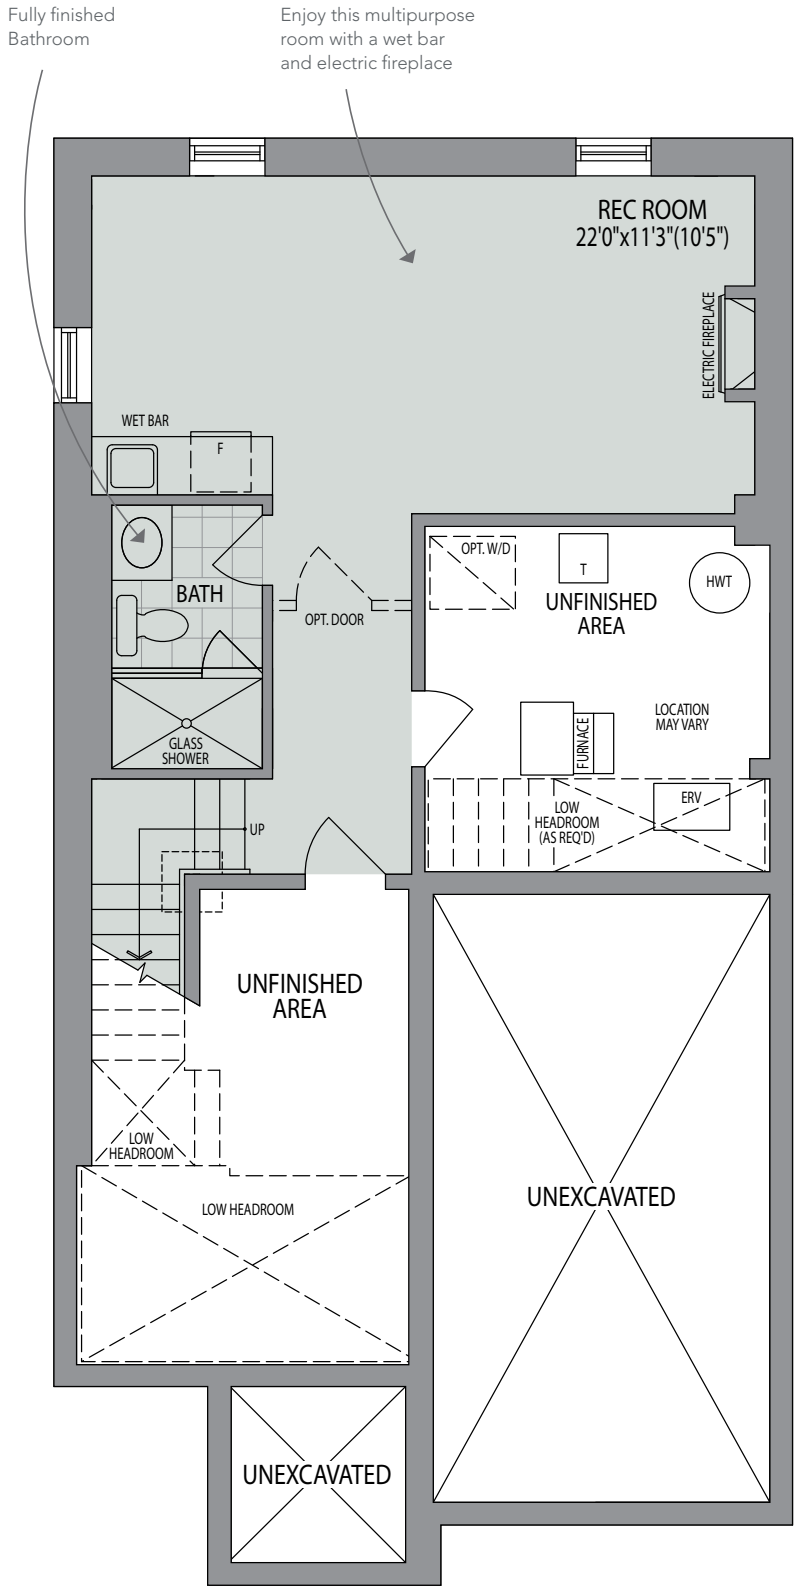 Fully finished
Bathroom
Enjoy this multipurpose
room with a wet bar
and electric fireplace
REC ROOM
22'0"x11'3"(10'5")
ELECTRIC FIREPLACE
WET BAR
F
BATH
GLASS
SHOWER
OPT. DOOR
OPT. W/D
T
HWT
UNFINISHED
AREA
LOCATION
MAY VARY
FURNACE
LOW
HEADROOM
(AS REQ'D)
ERV
UP
UNFINISHED
AREA
LOW
HEADROOM
LOW HEADROOM
UNEXCAVATED
UNEXCAVATED